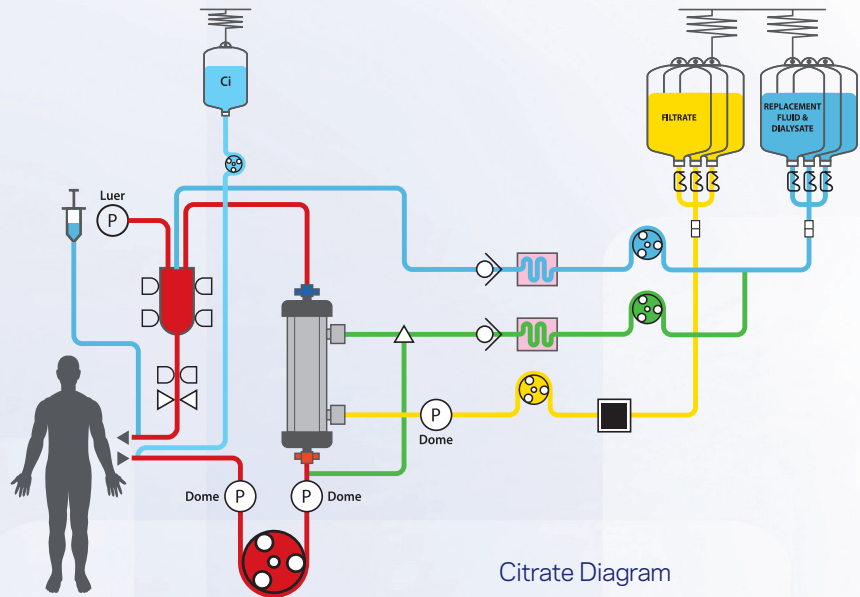 Ci
FILTRATE
REPLACEMENT
FLUID &
DIALYSATE
Luer
P
P
Dome
Dome
P
P
Dome
Citrate Diagram